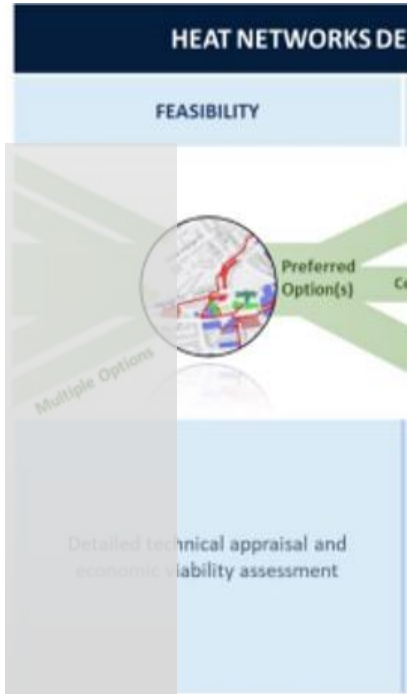 HEAT NETWORKS DE
FEASIBILITY
Preferred
Option(s)
Multiple Options
Detailed technical appraisal and
economic viability assessment